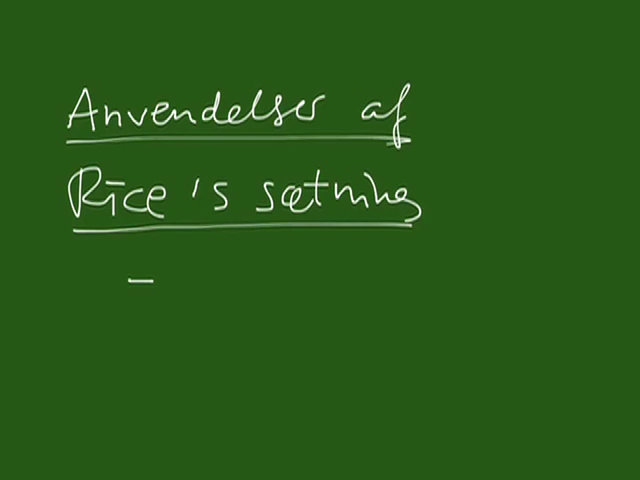 Anvendelser af
Rice's sætning
–